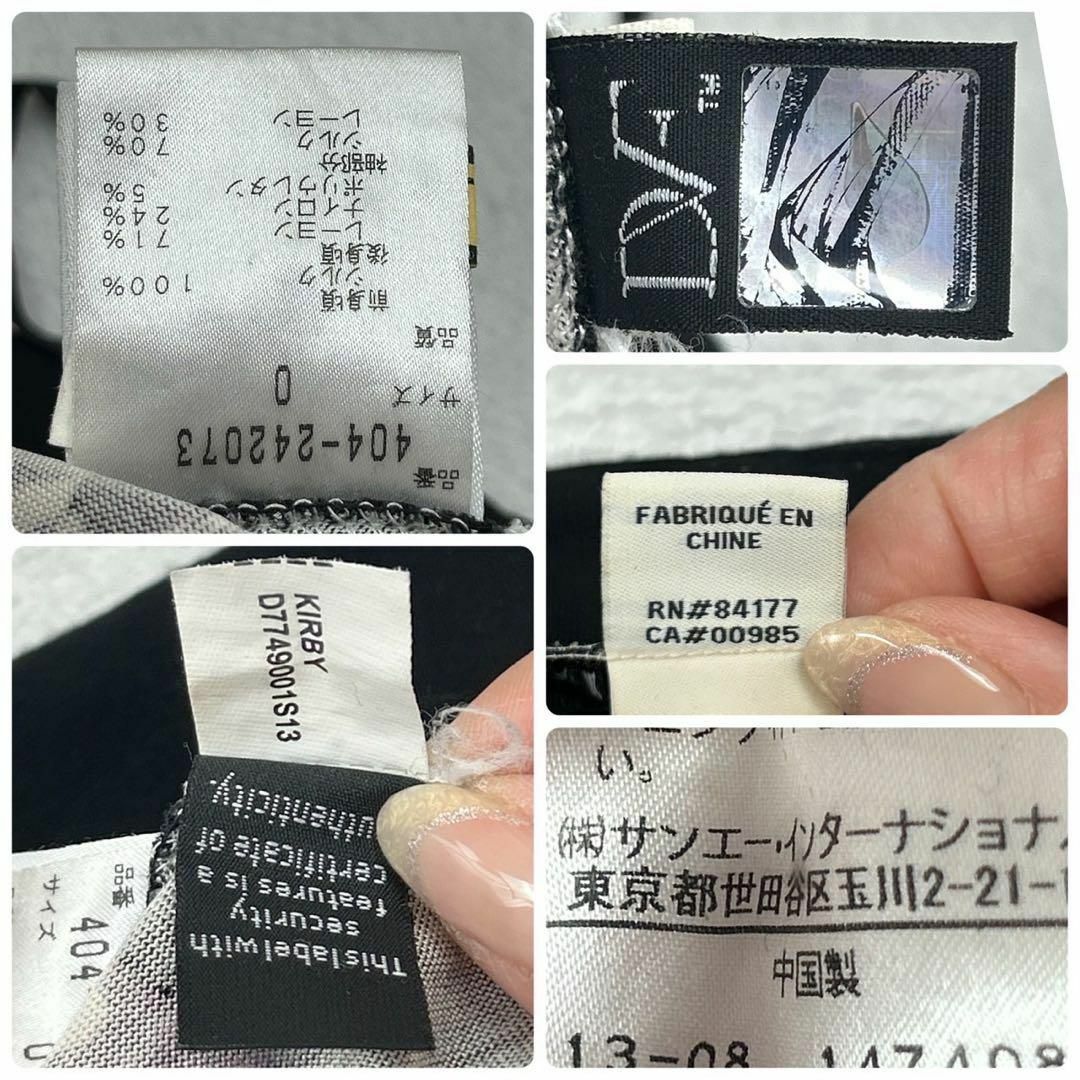 品番 404-242073
サイズ 0
品質
前身頃
シルク 100%
後身頃
レーヨン 71%
ナイロン 24%
ポリウレタン 5%
袖部分
シルク 70%
レーヨン 30%
DVF
FABRIQUÉ EN
CHINE
RN#84177
CA#00985
KIRBY
D7749001S13
This label with
security
features is a
certificate of
authenticity.
品番 404
サイズ
い。
(株)サンエー・インターナショナル
東京都世田谷区玉川2-21-1
中国製
13-08